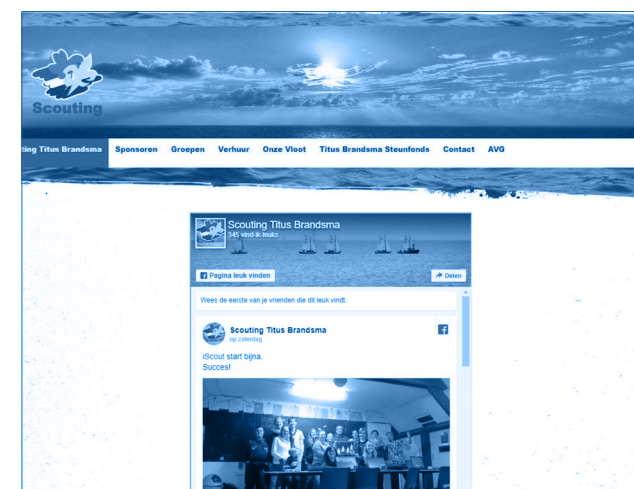 Scouting
ting Titus Brandsma Sponsoren Groepen Verhuur Onze Vloot Titus Brandsma Steunfonds Contact AVG
Scouting Titus Brandsma
345 vind-ik-leuks
Pagina leuk vinden Delen
Wees de eerste van je vrienden die dit leuk vindt.
Scouting Titus Brandsma
op zaterdag
iScout start bijna.
Succes!